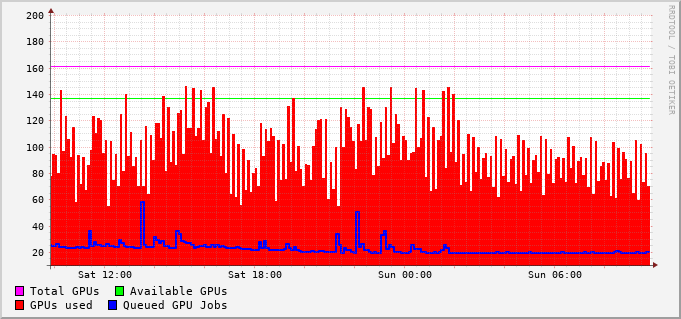 200
180
160
140
120
100
80
60
40
20
Sat 12:00 Sat 18:00 Sun 00:00 Sun 06:00
Total GPUs Available GPUs
GPUs used Queued GPU Jobs
RRDTOOL / TOBI OETIKER